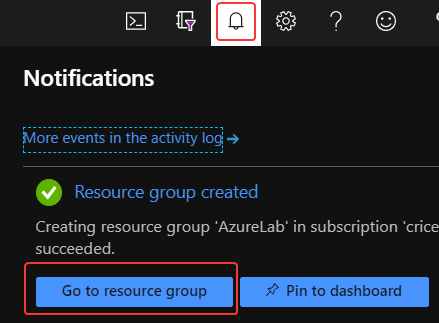 Notifications
More events in the activity log
Resource group created
Creating resource group 'AzureLab' in subscription 'crice
succeeded.
Go to resource group
Pin to dashboard